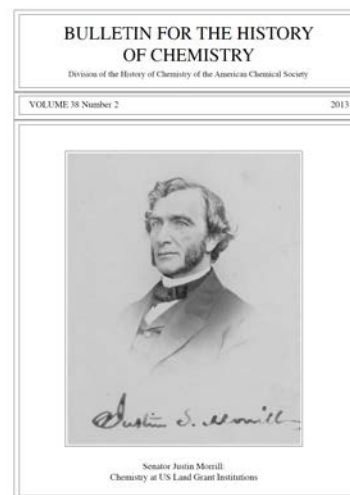 BULLETIN FOR THE HISTORY
OF CHEMISTRY
Division of the History of Chemistry of the American Chemical Society
VOLUME 38 Number 2 2013
Justin S. Morrill
Senator Justin Morrill:
Chemistry at US Land Grant Institutions